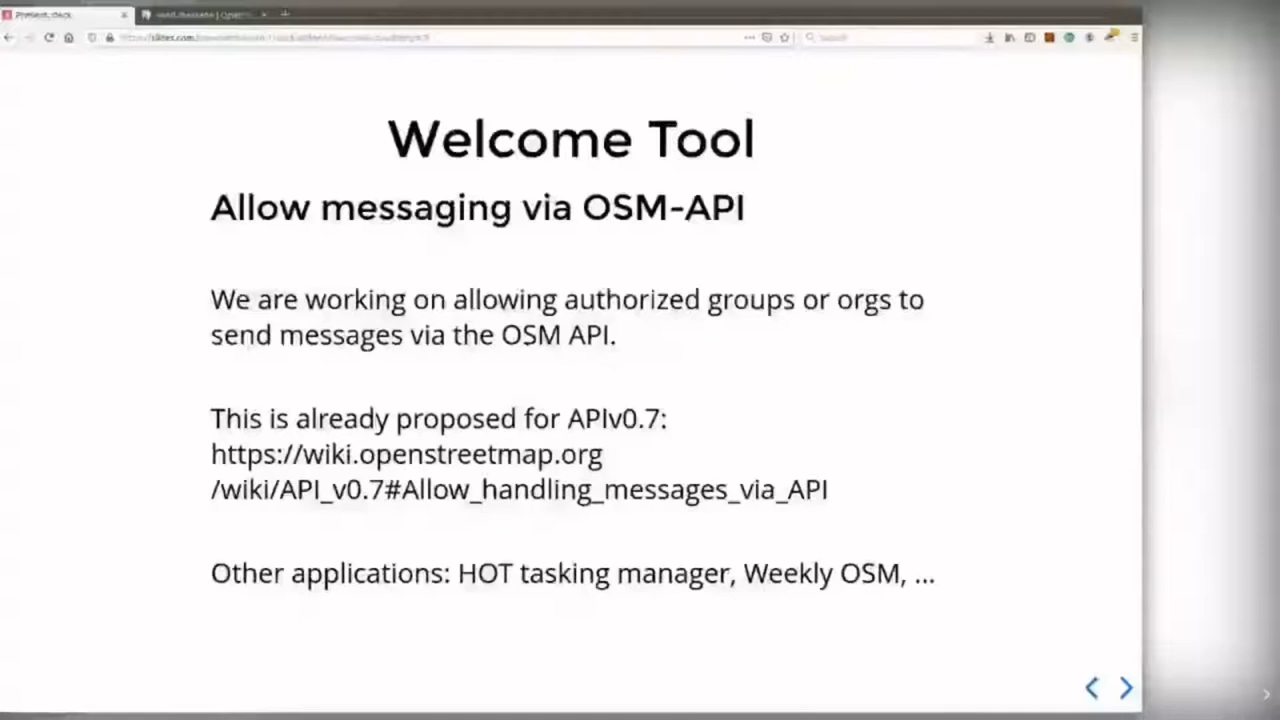 Welcome Tool
Allow messaging via OSM-API
We are working on allowing authorized groups or orgs to
send messages via the OSM API.
This is already proposed for APIv0.7:
https://wiki.openstreetmap.org
/wiki/API_v0.7#Allow_handling_messages_via_API
Other applications: HOT tasking manager, Weekly OSM, ...